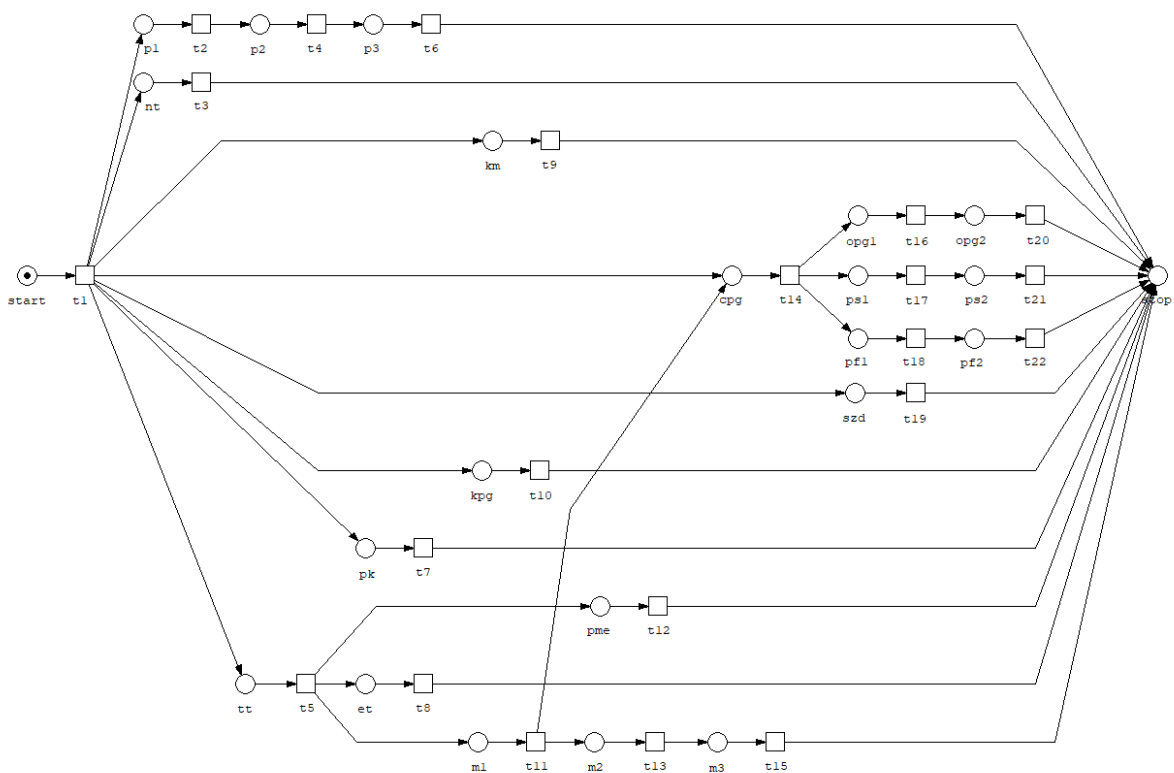 p1 t2 p2 t4 p3 t6
nt t3
km t9
opg1 t16 opg2 t20
start t1 cpg t14 ps1 t17 ps2 t21 stop
pf1 t18 pf2 t22
szd t19
kpg t10
pk t7
pme t12
tt t5 et t8
m1 t11 m2 t13 m3 t15